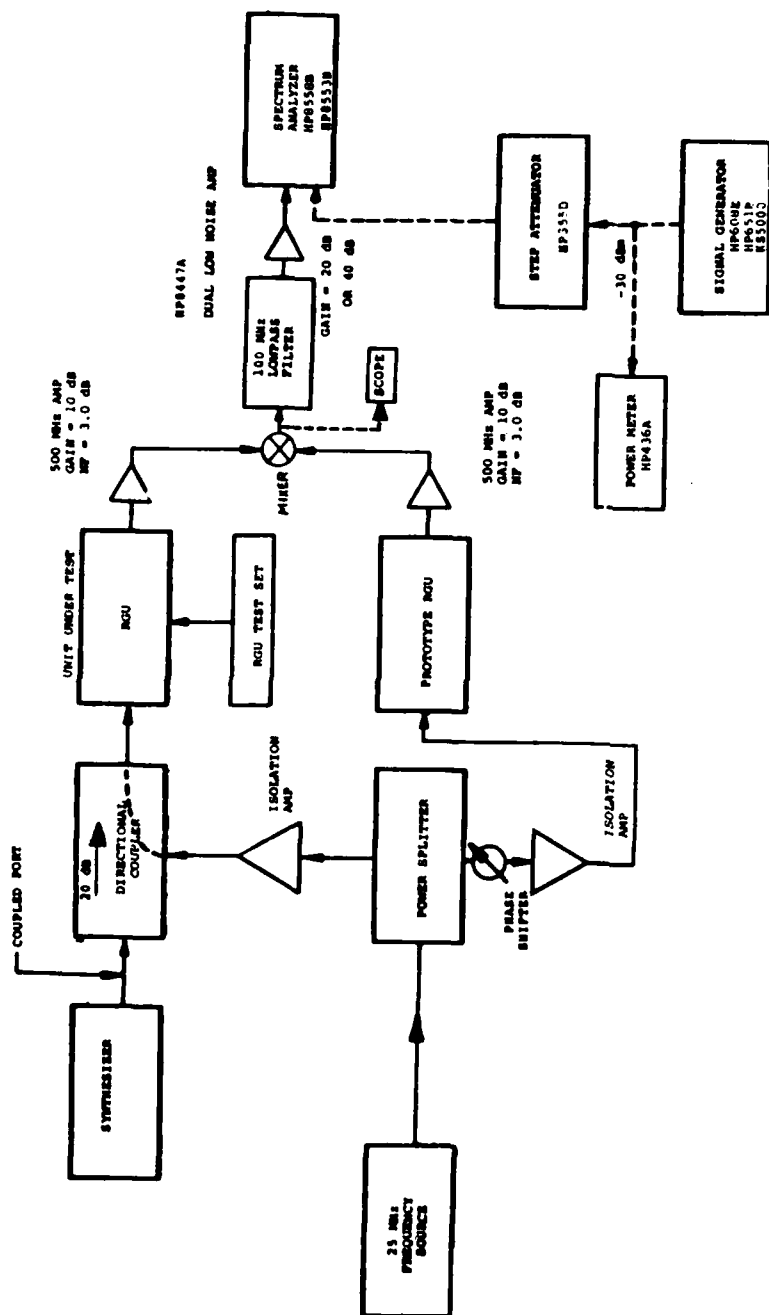 SYNTHESIZER
COUPLED PORT
20 dB
DIRECTIONAL
COUPLER
UNIT UNDER TEST
RGU
RGU TEST SET
500 MHz AMP
GAIN = 10 dB
NF = 3.0 dB
MIXER
SCOPE
100 MHz
LOWPASS
FILTER
HP8447A
DUAL LOW NOISE AMP
GAIN = 20 dB
OR 40 dB
SPECTRUM
ANALYZER
HP8558B
HP8553B
25 MHz
FREQUENCY
SOURCE
POWER SPLITTER
ISOLATION
AMP
PHASE
SHIFTER
ISOLATION
AMP
PROTOTYPE RGU
500 MHz AMP
GAIN = 10 dB
NF = 3.0 dB
STEP ATTENUATOR
HP355D
-30 dBm
POWER METER
HP436A
SIGNAL GENERATOR
HP608E
HP651B